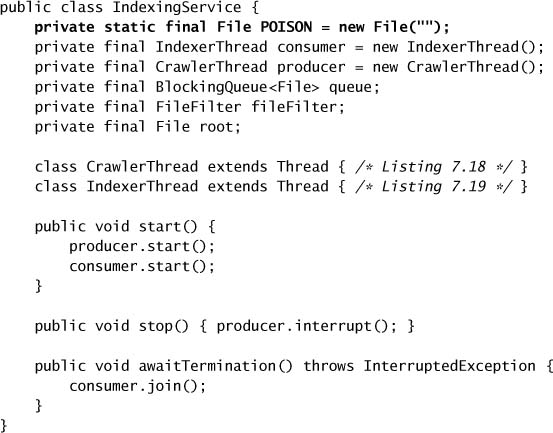 public class IndexingService {
    private static final File POISON = new File("");
    private final IndexerThread consumer = new IndexerThread();
    private final CrawlerThread producer = new CrawlerThread();
    private final BlockingQueue<File> queue;
    private final FileFilter fileFilter;
    private final File root;

    class CrawlerThread extends Thread { /* Listing 7.18 */ }
    class IndexerThread extends Thread { /* Listing 7.19 */ }

    public void start() {
        producer.start();
        consumer.start();
    }

    public void stop() { producer.interrupt(); }

    public void awaitTermination() throws InterruptedException {
        consumer.join();
    }
}